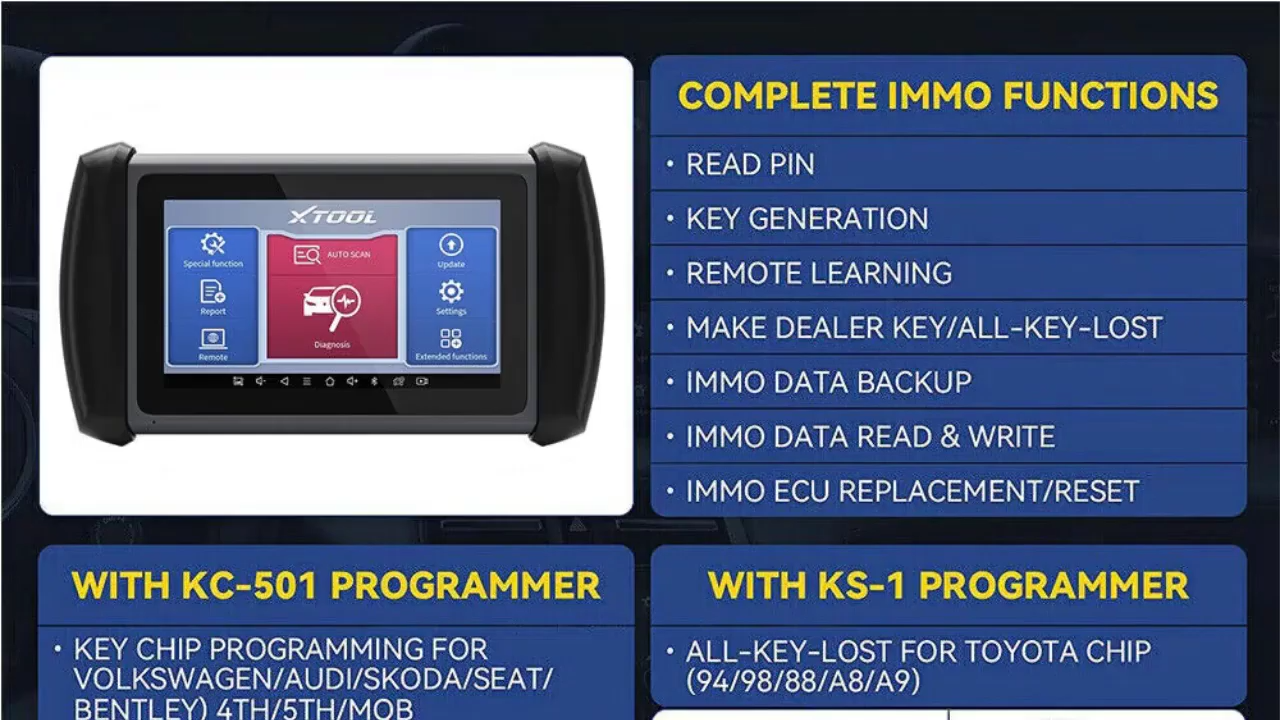 XTOOL
Special function
Report
Remote
AUTO SCAN
Diagnosis
Update
Settings
Extended functions
COMPLETE IMMO FUNCTIONS
• READ PIN
• KEY GENERATION
• REMOTE LEARNING
• MAKE DEALER KEY/ALL-KEY-LOST
• IMMO DATA BACKUP
• IMMO DATA READ & WRITE
• IMMO ECU REPLACEMENT/RESET
WITH KC-501 PROGRAMMER
• KEY CHIP PROGRAMMING FOR
VOLKSWAGEN/AUDI/SKODA/SEAT/
BENTLEY) 4TH/5TH/MQB
WITH KS-1 PROGRAMMER
• ALL-KEY-LOST FOR TOYOTA CHIP
(94/98/88/A8/A9)